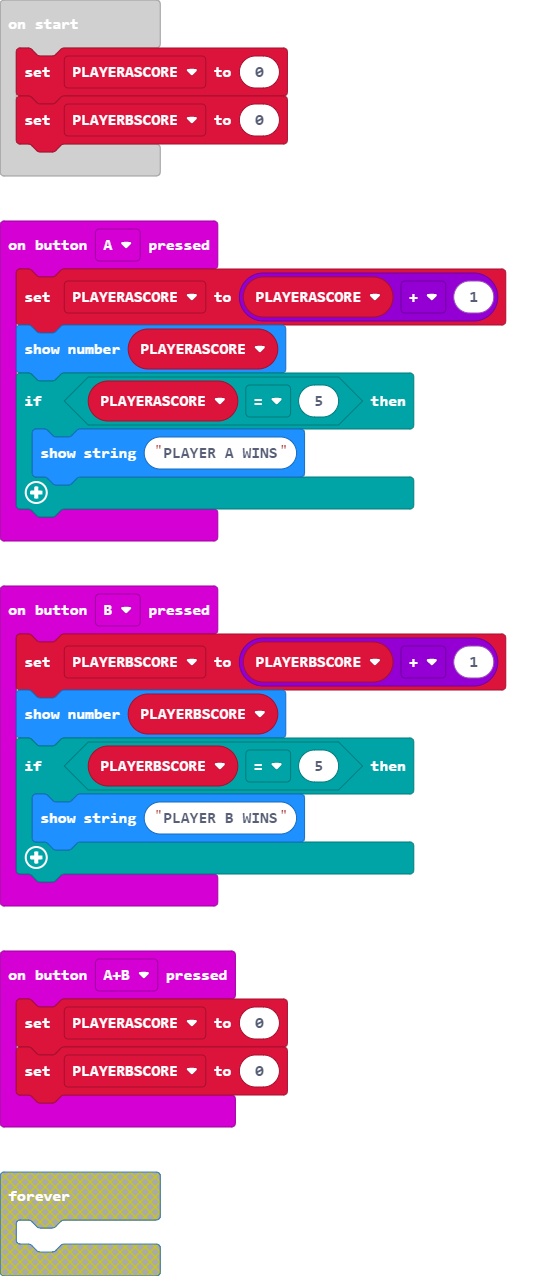 on start
set PLAYERASCORE to 0
set PLAYERBSCORE to 0
on button A pressed
set PLAYERASCORE to PLAYERASCORE + 1
show number PLAYERASCORE
if PLAYERASCORE = 5 then
show string "PLAYER A WINS"
on button B pressed
set PLAYERBSCORE to PLAYERBSCORE + 1
show number PLAYERBSCORE
if PLAYERBSCORE = 5 then
show string "PLAYER B WINS"
on button A+B pressed
set PLAYERASCORE to 0
set PLAYERBSCORE to 0
forever